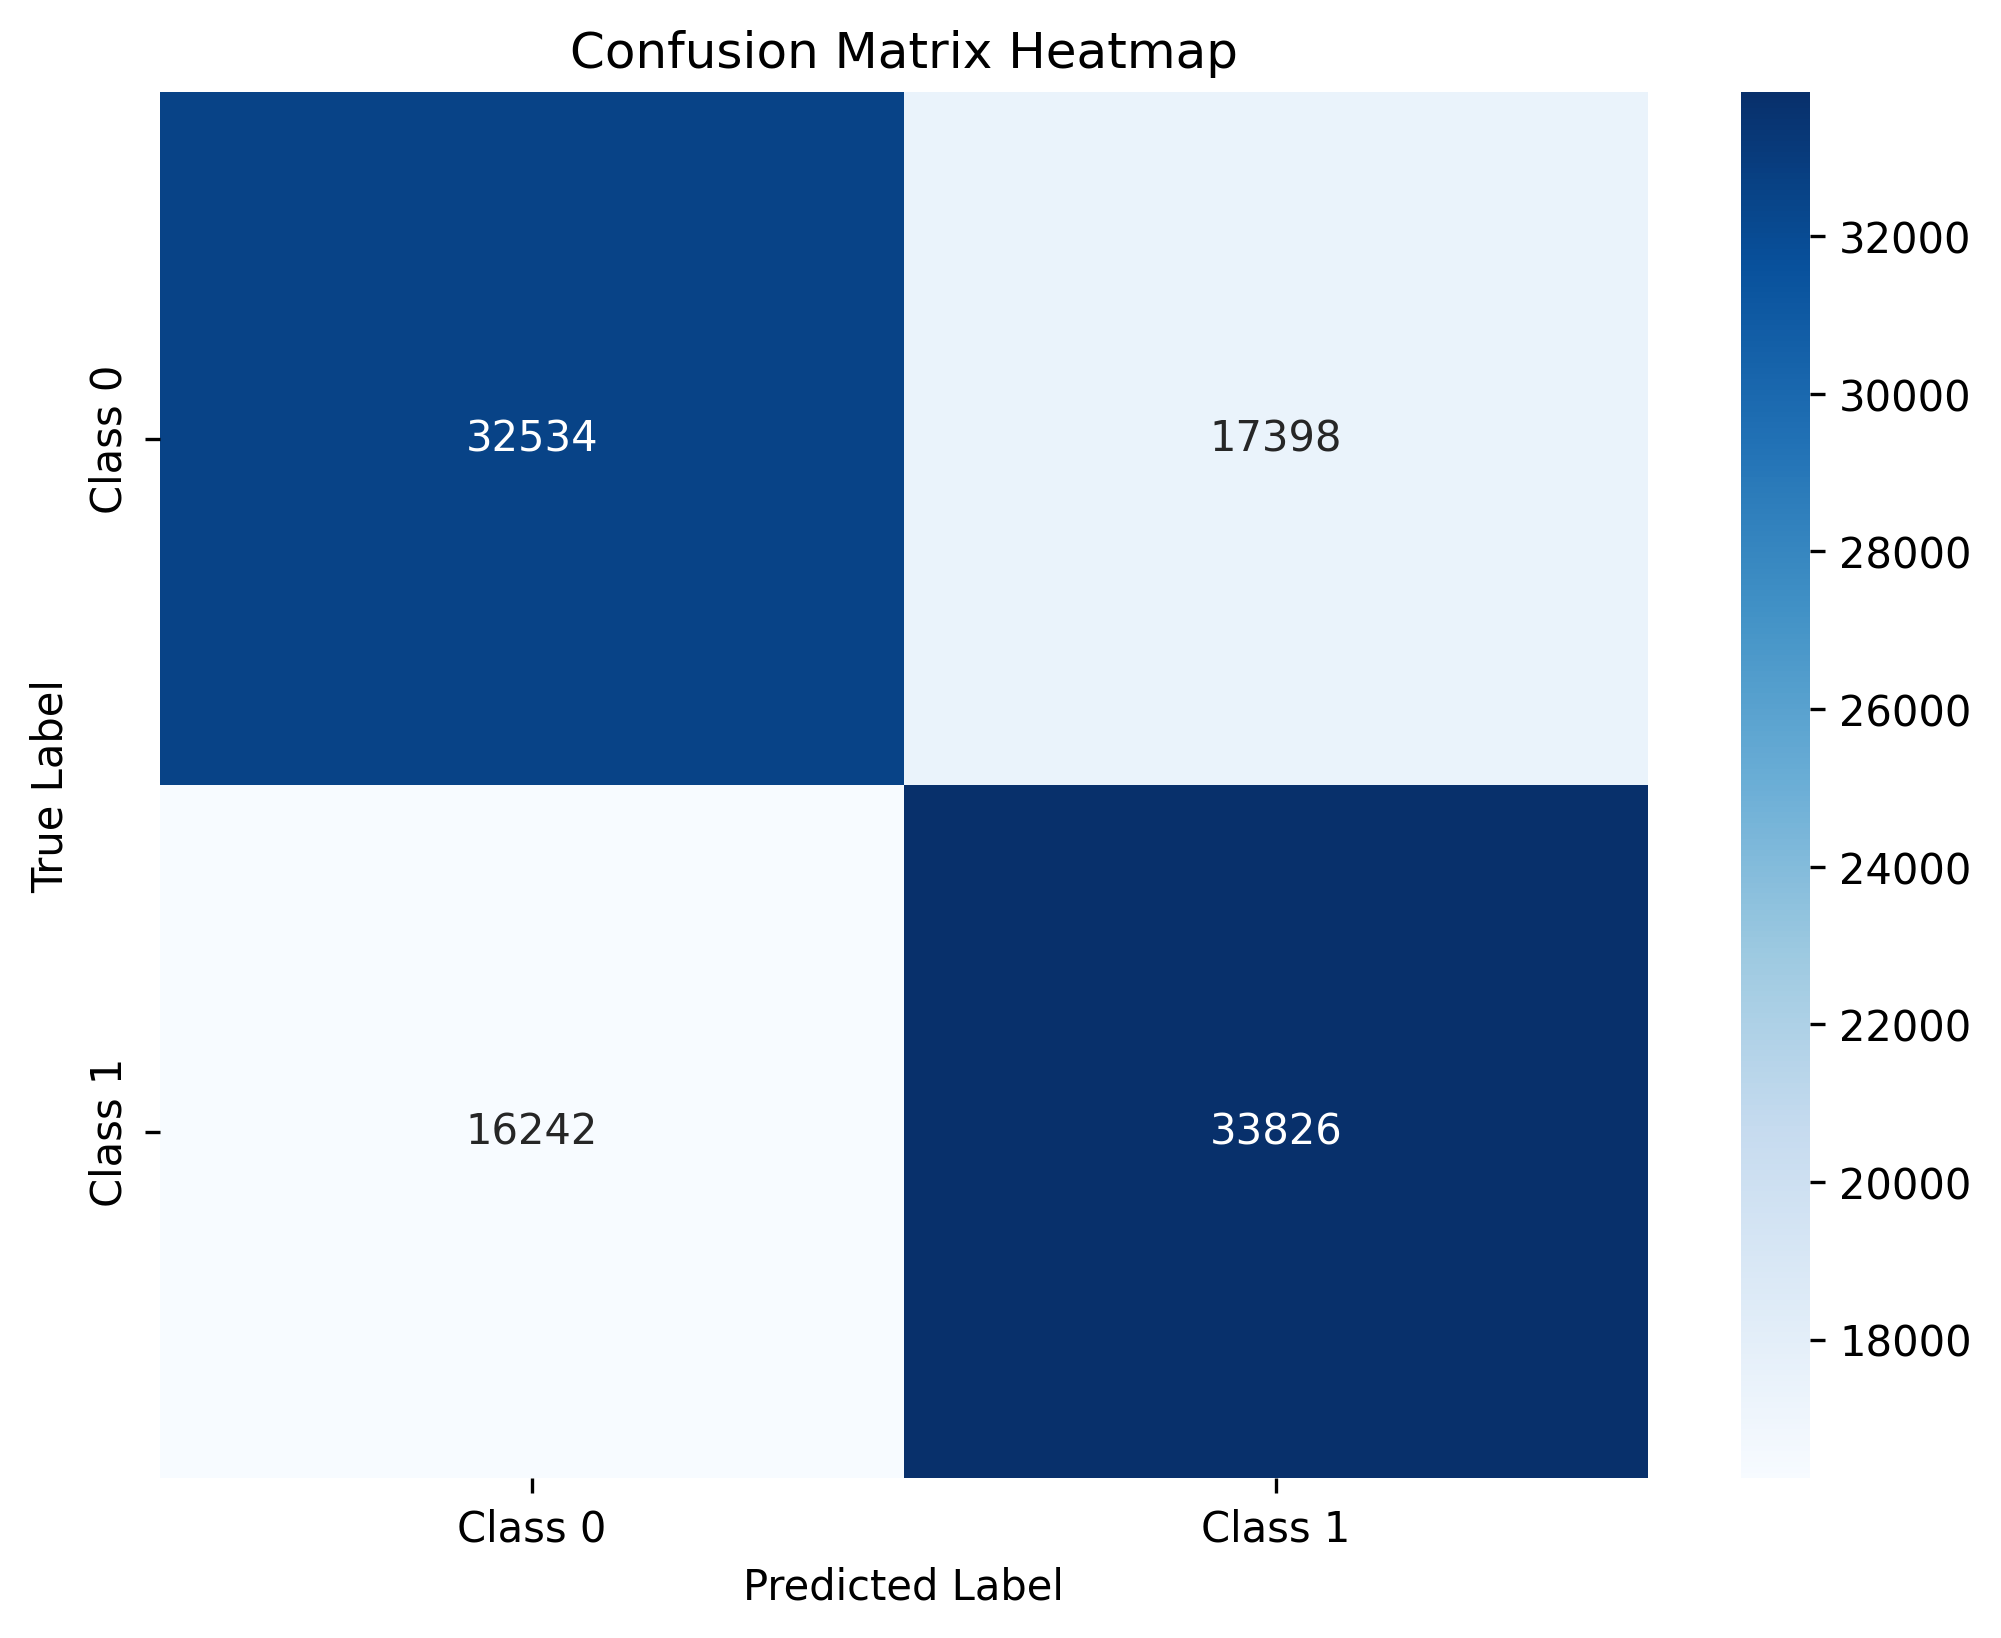 Confusion Matrix Heatmap
True Label
Class 0
Class 1
32534
17398
16242
33826
Class 0
Class 1
Predicted Label
32000
30000
28000
26000
24000
22000
20000
18000